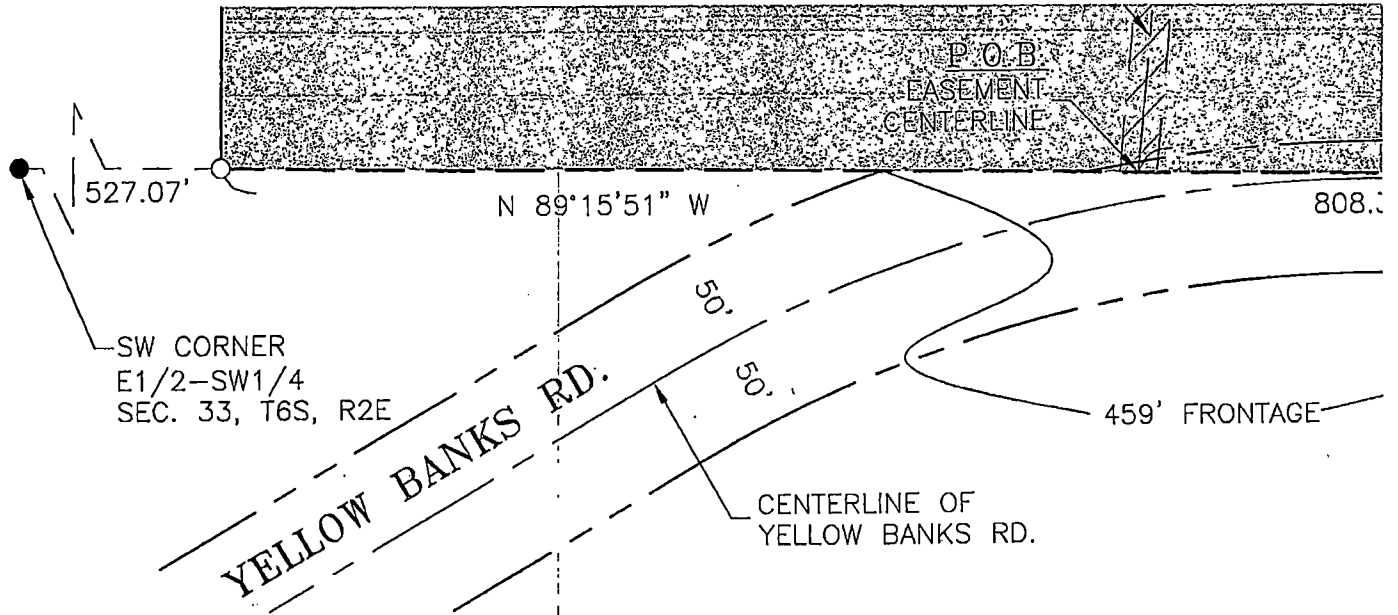 P.O.B.
EASEMENT
CENTERLINE
527.07'
N 89°15'51" W
808.
50'
50'
SW CORNER
E1/2-SW1/4
SEC. 33, T6S, R2E
YELLOW BANKS RD.
459' FRONTAGE
CENTERLINE OF
YELLOW BANKS RD.